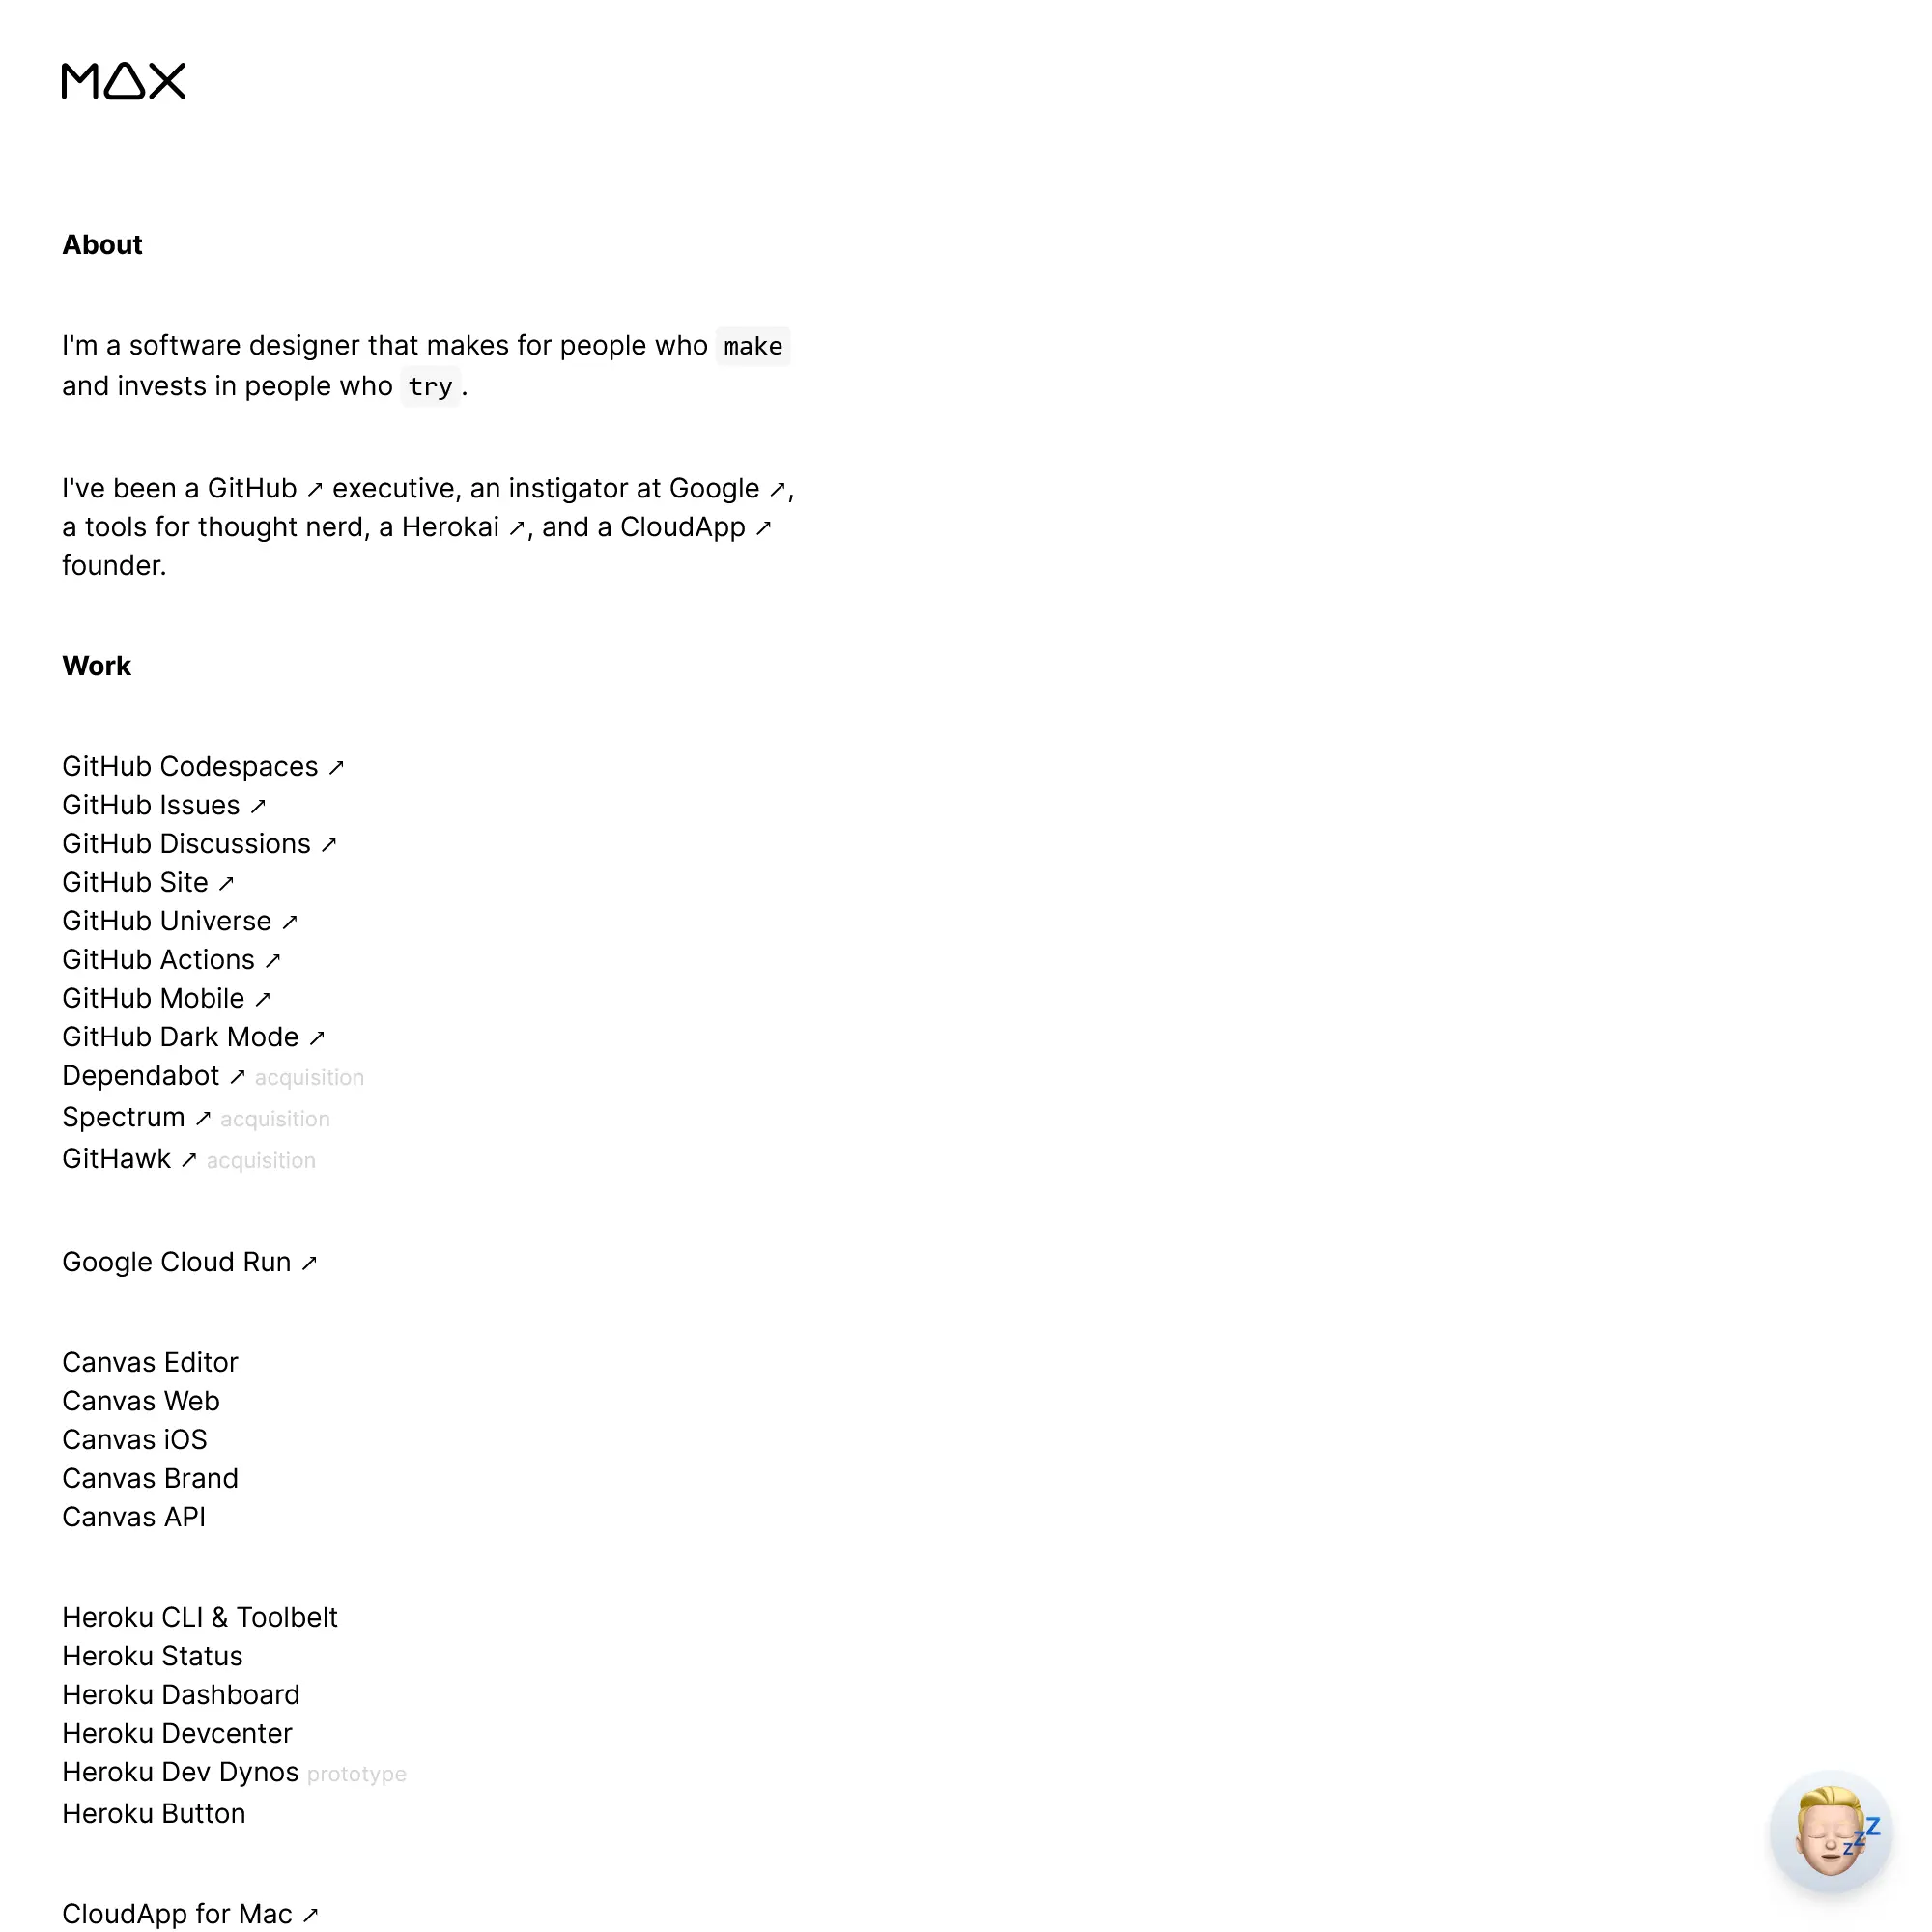 MAX
About
I'm a software designer that makes for people who make
and invests in people who try.
I've been a GitHub ↗ executive, an instigator at Google ↗,
a tools for thought nerd, a Herokai ↗, and a CloudApp ↗
founder.
Work
GitHub Codespaces ↗
GitHub Issues ↗
GitHub Discussions ↗
GitHub Site ↗
GitHub Universe ↗
GitHub Actions ↗
GitHub Mobile ↗
GitHub Dark Mode ↗
Dependabot ↗ acquisition
Spectrum ↗ acquisition
GitHawk ↗ acquisition
Google Cloud Run ↗
Canvas Editor
Canvas Web
Canvas iOS
Canvas Brand
Canvas API
Heroku CLI & Toolbelt
Heroku Status
Heroku Dashboard
Heroku Devcenter
Heroku Dev Dynos prototype
Heroku Button
zzZ
CloudApp for Mac ↗